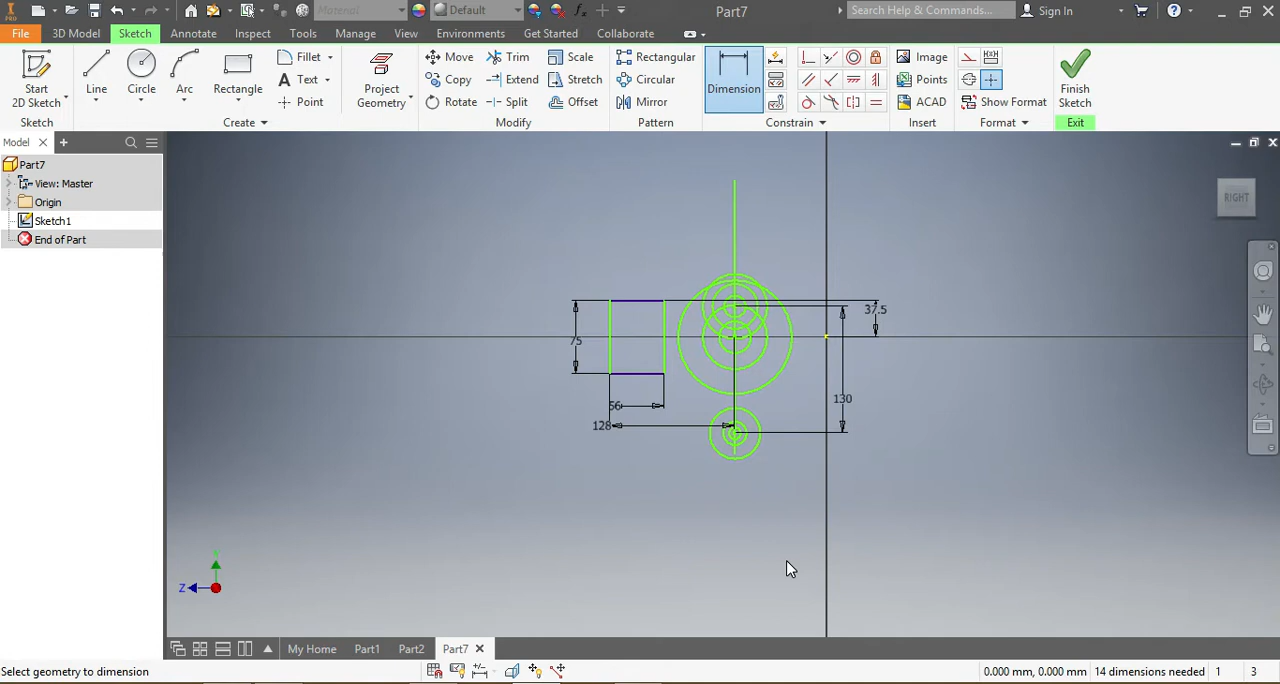 PRO Material Default Part7 Search Help & Commands... Sign In
File 3D Model Sketch Annotate Inspect Tools Manage View Environments Get Started Collaborate
Start 2D Sketch Line Circle Arc Rectangle Fillet Text Point Project Geometry
Move Trim Scale
Copy Extend Stretch
Rotate Split Offset
Rectangular
Circular
Mirror
Dimension
Image
Points
ACAD
Show Format
Finish Sketch
Sketch Create Modify Pattern Constrain Insert Format Exit
Model
Part7
View: Master
Origin
Sketch1
End of Part
RIGHT
37.5
75
130
56
128
Z
My Home Part1 Part2 Part7
Select geometry to dimension 0.000 mm, 0.000 mm 14 dimensions needed 1 3